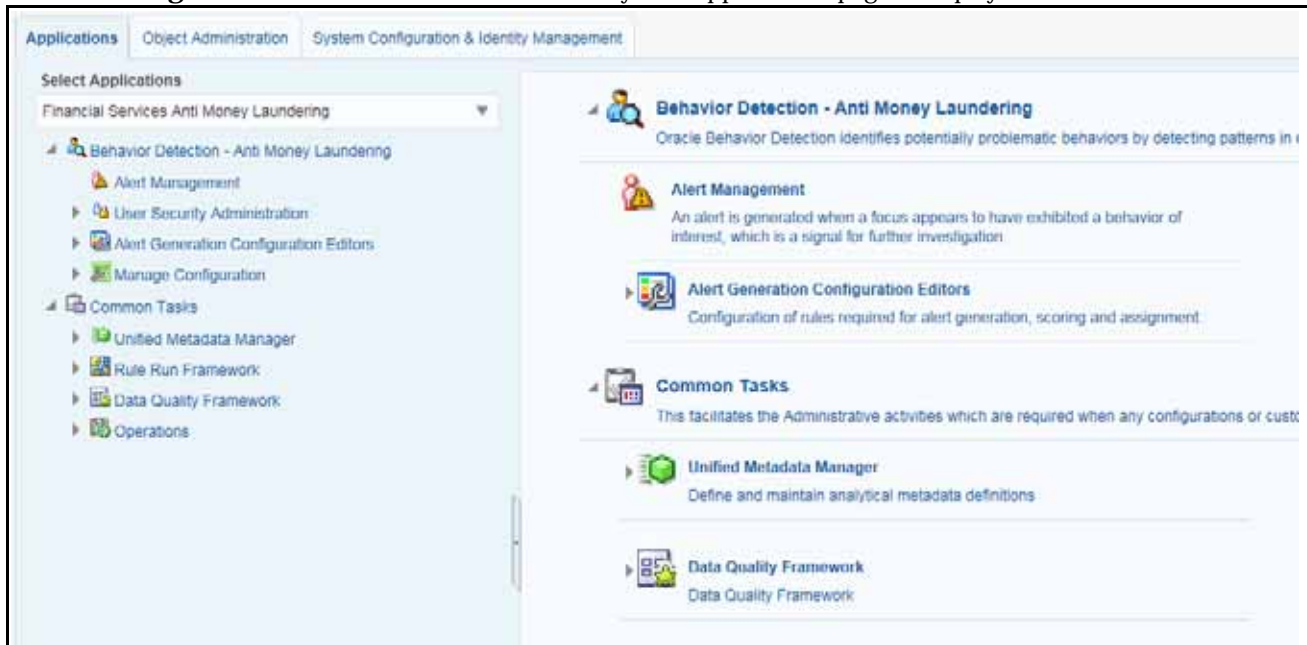 Applications Object Administration System Configuration & Identity Management
Select Applications
Financial Services Anti Money Laundering
Behavior Detection - Anti Money Laundering
Alert Management
User Security Administration
Alert Generation Configuration Editors
Manage Configuration
Common Tasks
Unified Metadata Manager
Rule Run Framework
Data Quality Framework
Operations
Behavior Detection - Anti Money Laundering
Oracle Behavior Detection identifies potentially problematic behaviors by detecting patterns in
Alert Management
An alert is generated when a focus appears to have exhibited a behavior of
interest, which is a signal for further investigation
Alert Generation Configuration Editors
Configuration of rules required for alert generation, scoring and assignment
Common Tasks
This facilitates the Administrative activities which are required when any configurations or custo
Unified Metadata Manager
Define and maintain analytical metadata definitions
Data Quality Framework
Data Quality Framework